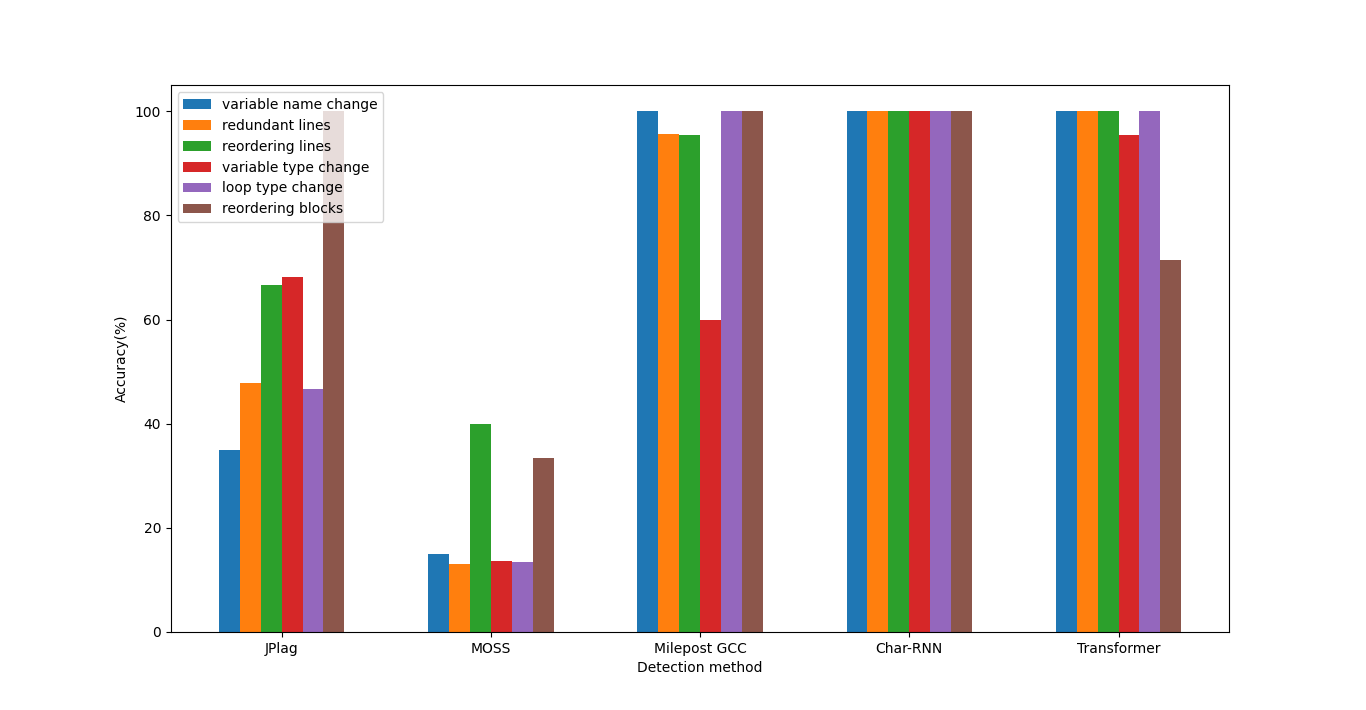 variable name change
redundant lines
reordering lines
variable type change
loop type change
reordering blocks
100
80
60
40
20
0
Accuracy(%)
JPlag
MOSS
Milepost GCC
Char-RNN
Transformer
Detection method